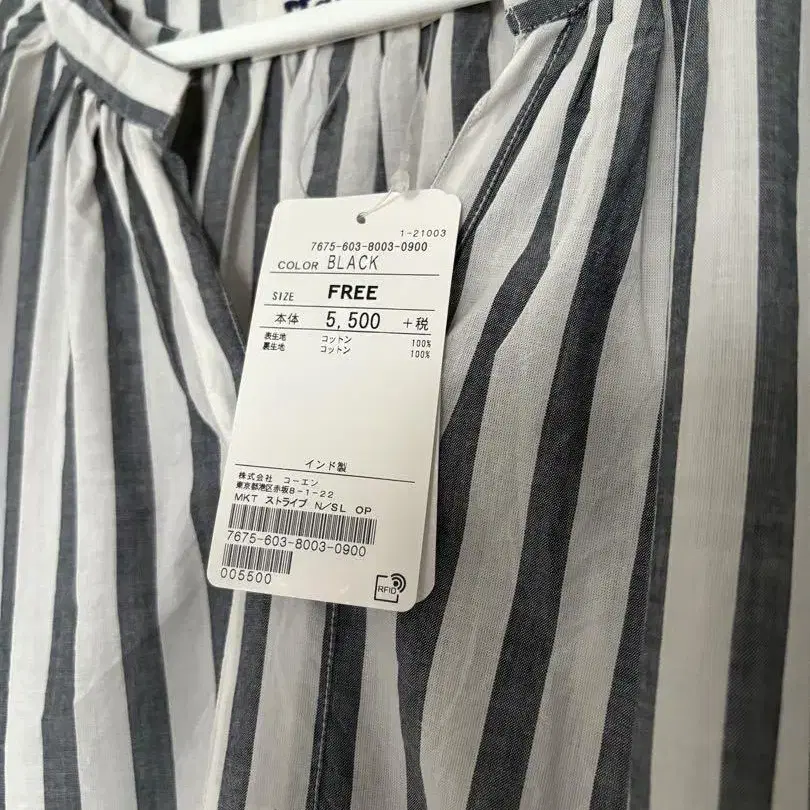 1-21003
7675-603-8003-0900
COLOR BLACK
SIZE FREE
本体 5,500 +税
表生地 コットン 100%
裏生地 コットン 100%
インド製
株式会社 コーエン
東京都港区赤坂8-1-22
MKT ストライプ N/SL OP
7675-603-8003-0900
005500
RFID